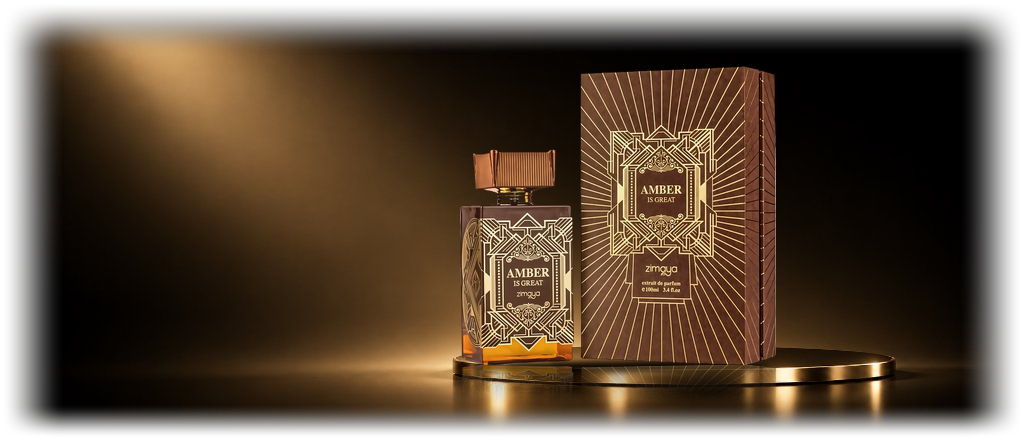 AMBER
IS GREAT
zimaya
AMBER
IS GREAT
zimaya
extrait de parfum
e 100ml 3.4 fl.oz